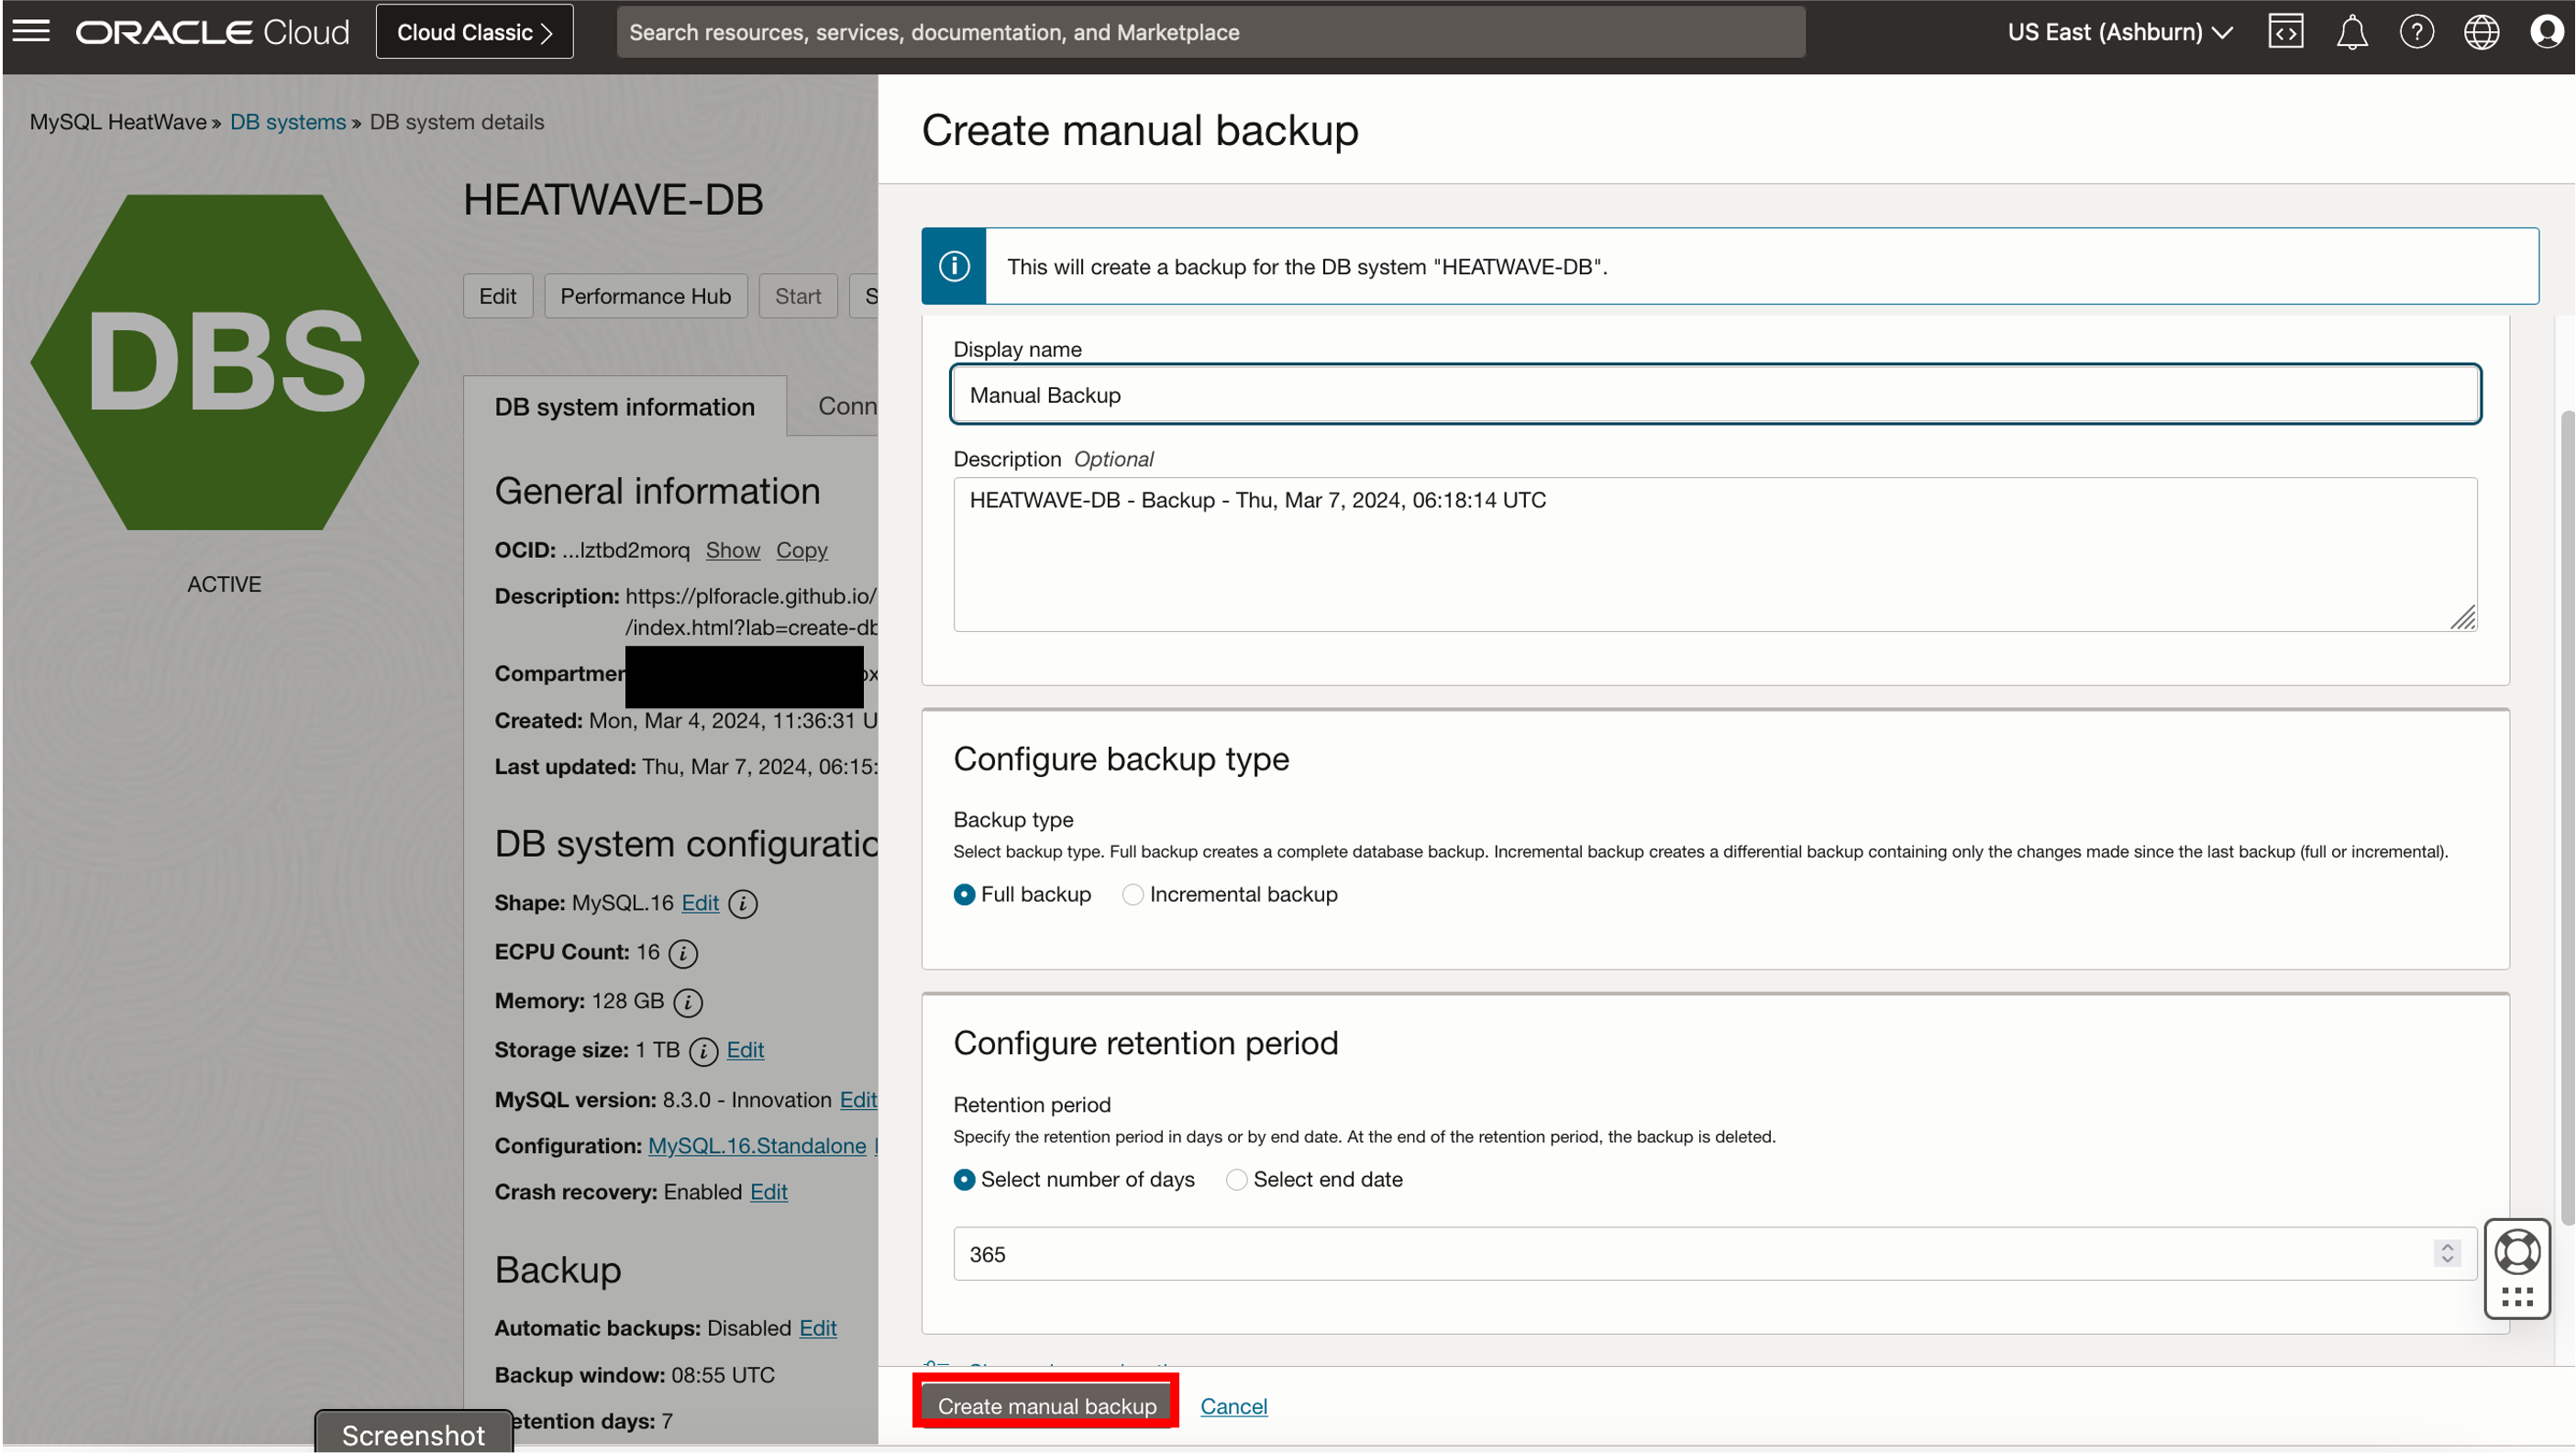 ORACLE Cloud
Cloud Classic
Search resources, services, documentation, and Marketplace
US East (Ashburn)
MySQL HeatWave » DB systems » DB system details
DBS
ACTIVE
HEATWAVE-DB
Edit
Performance Hub
Start
S
DB system information
Conn
General information
OCID: ...lztbd2morq Show Copy
Description: https://plforacle.github.io/
/index.html?lab=create-db
Compartmen
Created: Mon, Mar 4, 2024, 11:36:31 U
Last updated: Thu, Mar 7, 2024, 06:15:
DB system configuratio
Shape: MySQL.16 Edit
ECPU Count: 16
Memory: 128 GB
Storage size: 1 TB Edit
MySQL version: 8.3.0 - Innovation Edit
Configuration: MySQL.16.Standalone
Crash recovery: Enabled Edit
Backup
Automatic backups: Disabled Edit
Backup window: 08:55 UTC
etention days: 7
Screenshot
Create manual backup
This will create a backup for the DB system "HEATWAVE-DB".
Display name
Manual Backup
Description Optional
HEATWAVE-DB - Backup - Thu, Mar 7, 2024, 06:18:14 UTC
Configure backup type
Backup type
Select backup type. Full backup creates a complete database backup. Incremental backup creates a differential backup containing only the changes made since the last backup (full or incremental).
Full backup
Incremental backup
Configure retention period
Retention period
Specify the retention period in days or by end date. At the end of the retention period, the backup is deleted.
Select number of days
Select end date
365
Create manual backup
Cancel